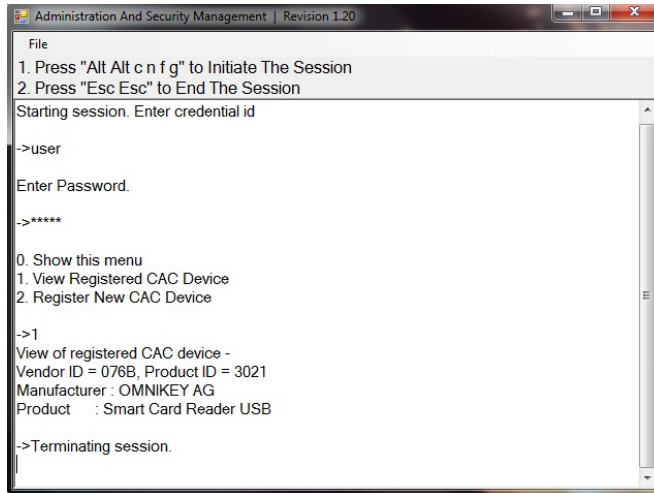 Administration And Security Management | Revision 1.20
File
1. Press "Alt Alt c n f g" to Initiate The Session
2. Press "Esc Esc" to End The Session
Starting session. Enter credential id
->user
Enter Password.
->*****
0. Show this menu
1. View Registered CAC Device
2. Register New CAC Device
->1
View of registered CAC device -
Vendor ID = 076B, Product ID = 3021
Manufacturer : OMNIKEY AG
Product : Smart Card Reader USB
->Terminating session.